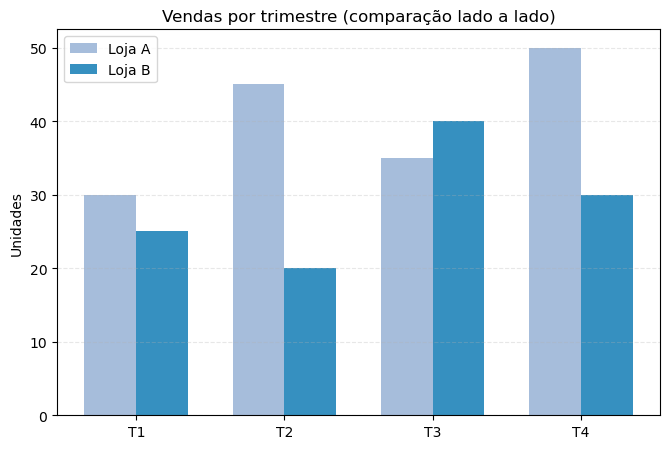 Vendas por trimestre (comparação lado a lado)
Loja A
Loja B
Unidades
50
40
30
20
10
0
T1 T2 T3 T4